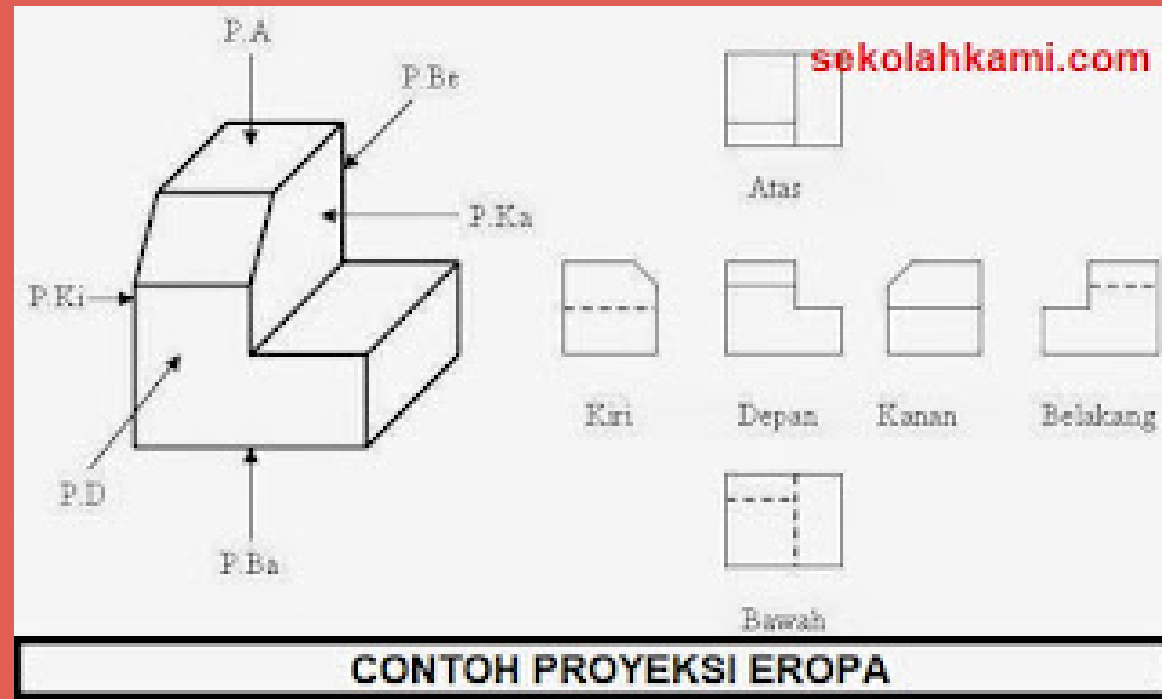 P.A
sekolahkami.com
P.Be
Atas
P.Ka
P.Ki
Kiri
Depan
Kanan
Belakang
P.D
P.Ba
Bawah
CONTOH PROYEKSI EROPA